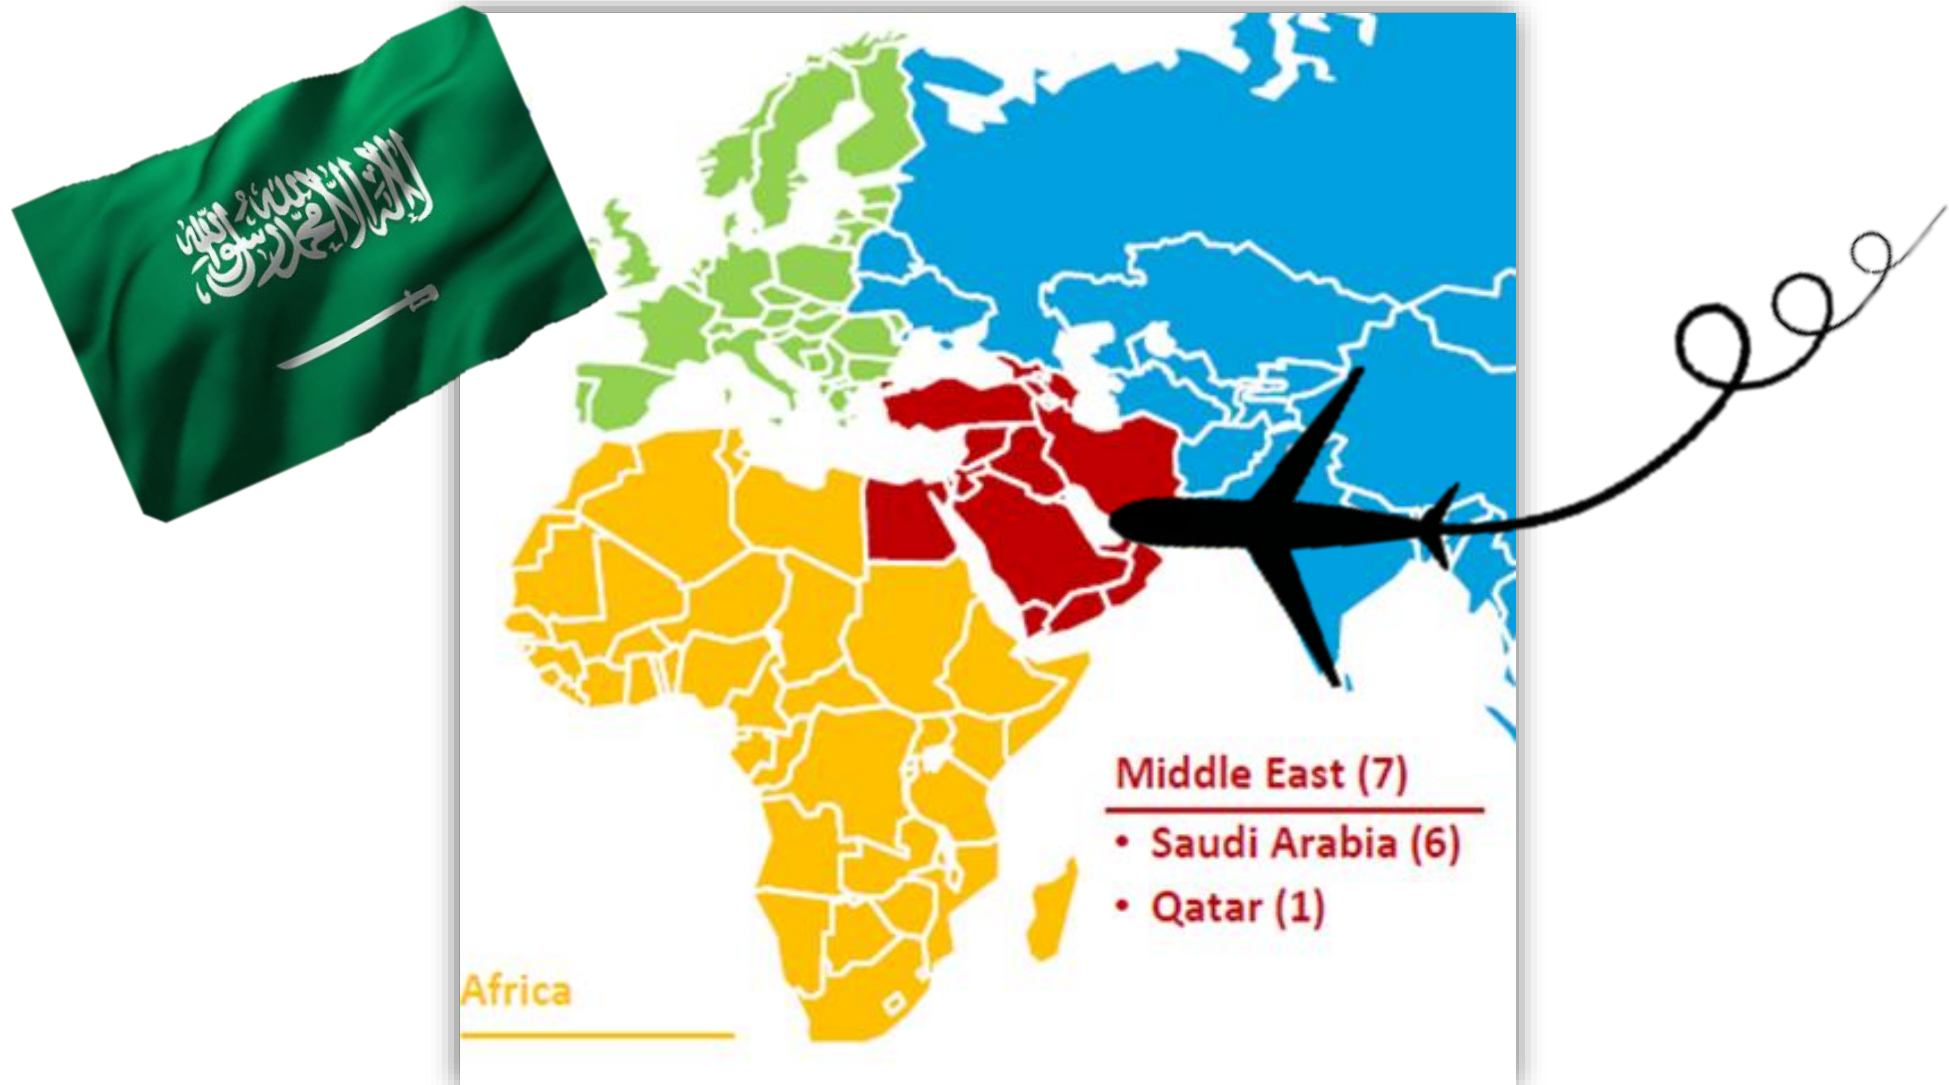 لا إله إلا الله محمد رسول الله
Middle East (7)
• Saudi Arabia (6)
• Qatar (1)
Africa